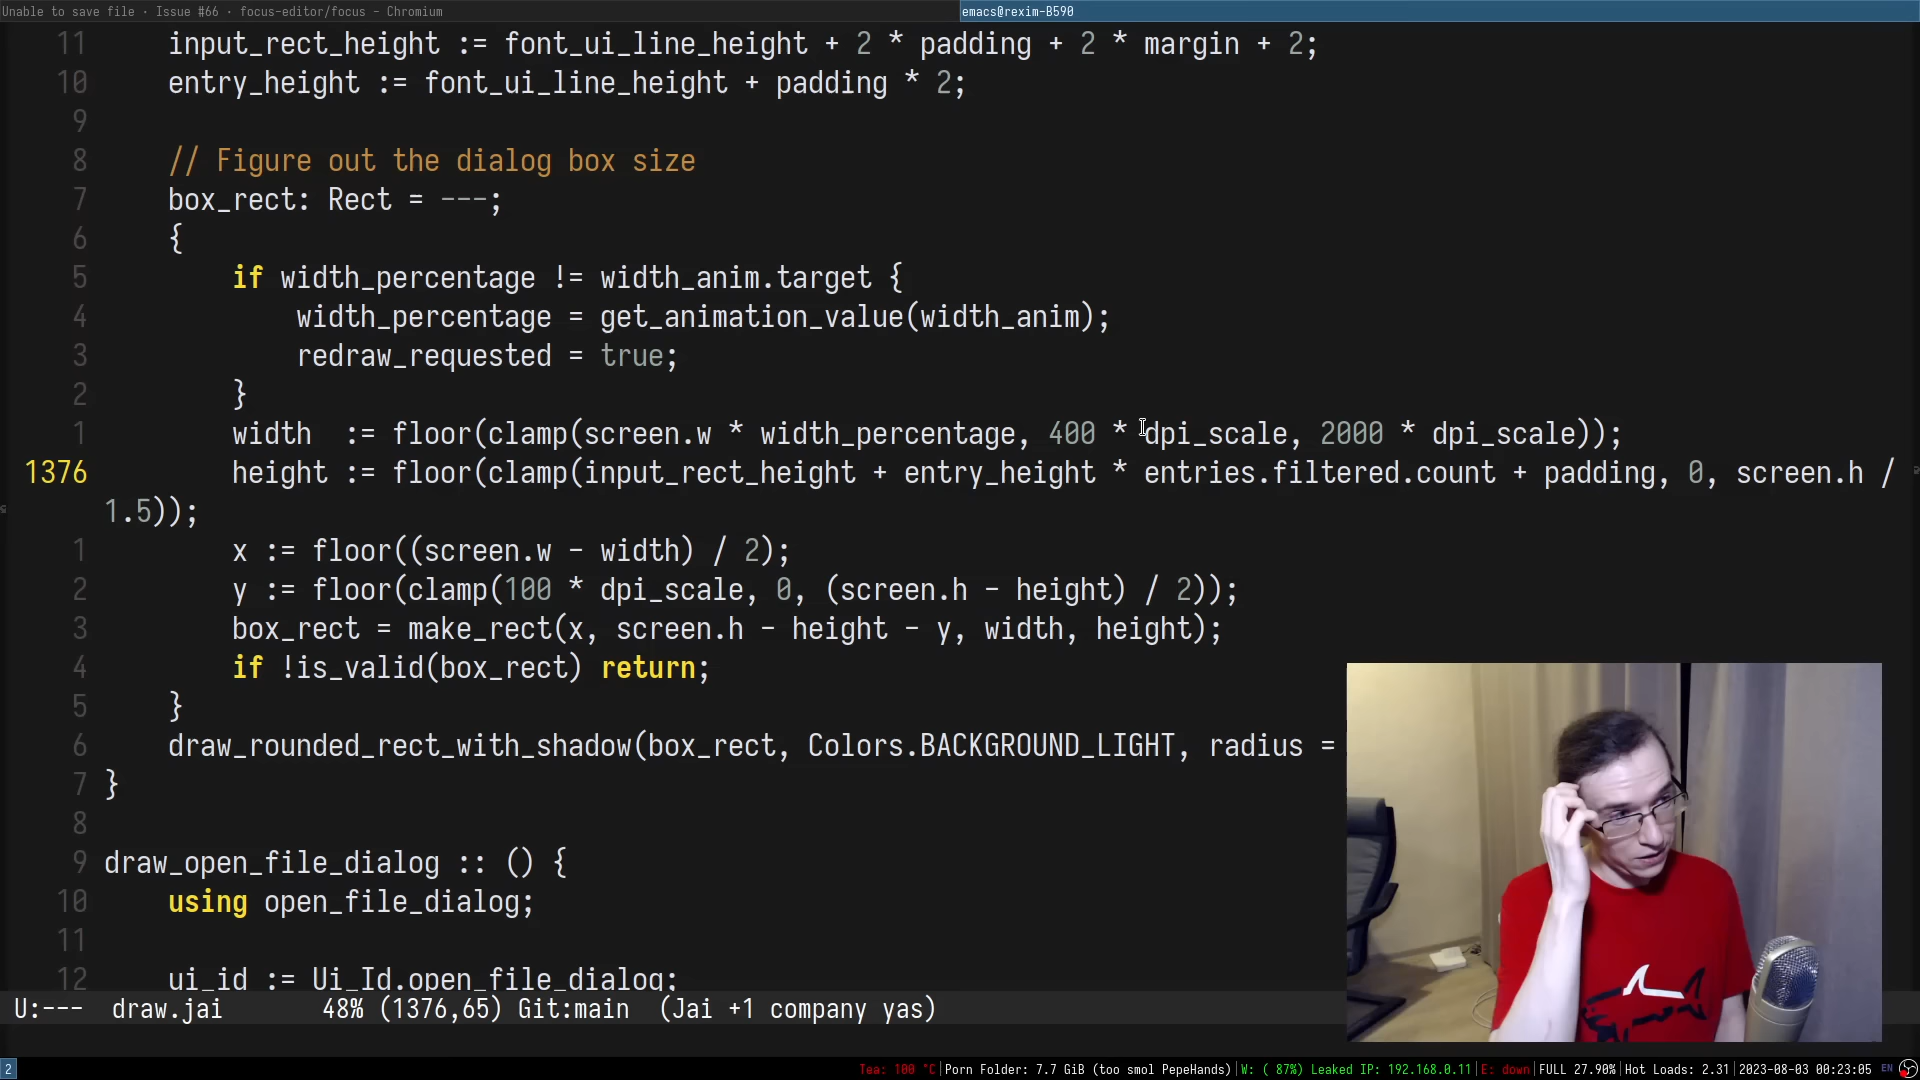 Unable to save file · Issue #66 · focus-editor/focus - Chromium
emacs@rexim-B590
11 input_rect_height := font_ui_line_height + 2 * padding + 2 * margin + 2;
10 entry_height := font_ui_line_height + padding * 2;
9
8 // Figure out the dialog box size
7 box_rect: Rect = ---;
6 {
5 if width_percentage != width_anim.target {
4 width_percentage = get_animation_value(width_anim);
3 redraw_requested = true;
2 }
1 width  := floor(clamp(screen.w * width_percentage, 400 * dpi_scale, 2000 * dpi_scale));
1376 height := floor(clamp(input_rect_height + entry_height * entries.filtered.count + padding, 0, screen.h /
1.5));
1 x := floor((screen.w - width) / 2);
2 y := floor(clamp(100 * dpi_scale, 0, (screen.h - height) / 2));
3 box_rect = make_rect(x, screen.h - height - y, width, height);
4 if !is_valid(box_rect) return;
5 }
6 draw_rounded_rect_with_shadow(box_rect, Colors.BACKGROUND_LIGHT, radius =
7 }
8
9 draw_open_file_dialog :: () {
10 using open_file_dialog;
11
12 ui_id := Ui_Id.open_file_dialog;
U:--- draw.jai 48% (1376,65) Git:main (Jai +1 company yas)
2 Tea: 100 °C|Porn Folder: 7.7 GiB (too smol PepeHands)|W: ( 87%) Leaked IP: 192.168.0.11|E: down|FULL 27.90%|Hot Loads: 2.31|2023-08-03 00:23:05 EN